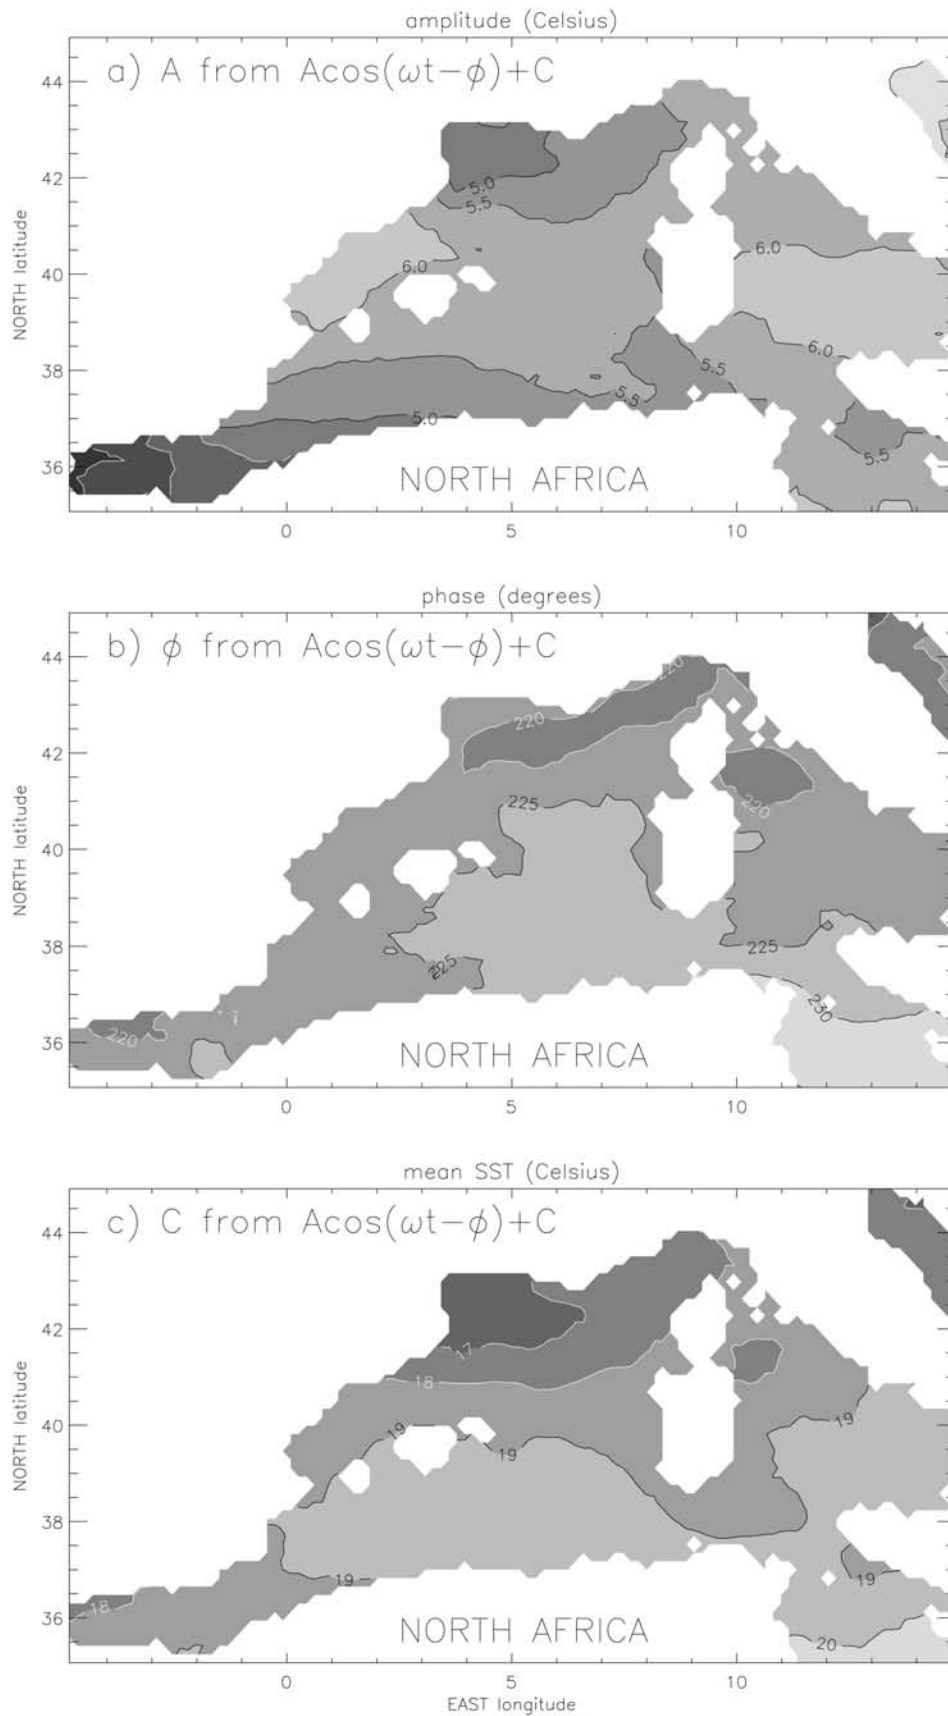 amplitude (Celsius)
a) A from Acos(ωt−ϕ)+C
44
42
40
38
36
NORTH latitude
5.0
5.5
6.0
6.0
6.0
5.5
5.5
5.0
5.5
NORTH AFRICA
0 5 10
phase (degrees)
b) ϕ from Acos(ωt−ϕ)+C
44
42
40
38
36
NORTH latitude
220
220
220
225
225
225
230
220
NORTH AFRICA
0 5 10
mean SST (Celsius)
c) C from Acos(ωt−ϕ)+C
44
42
40
38
36
NORTH latitude
17
18
19
19
19
19
19
18
20
NORTH AFRICA
0 5 10
EAST longitude